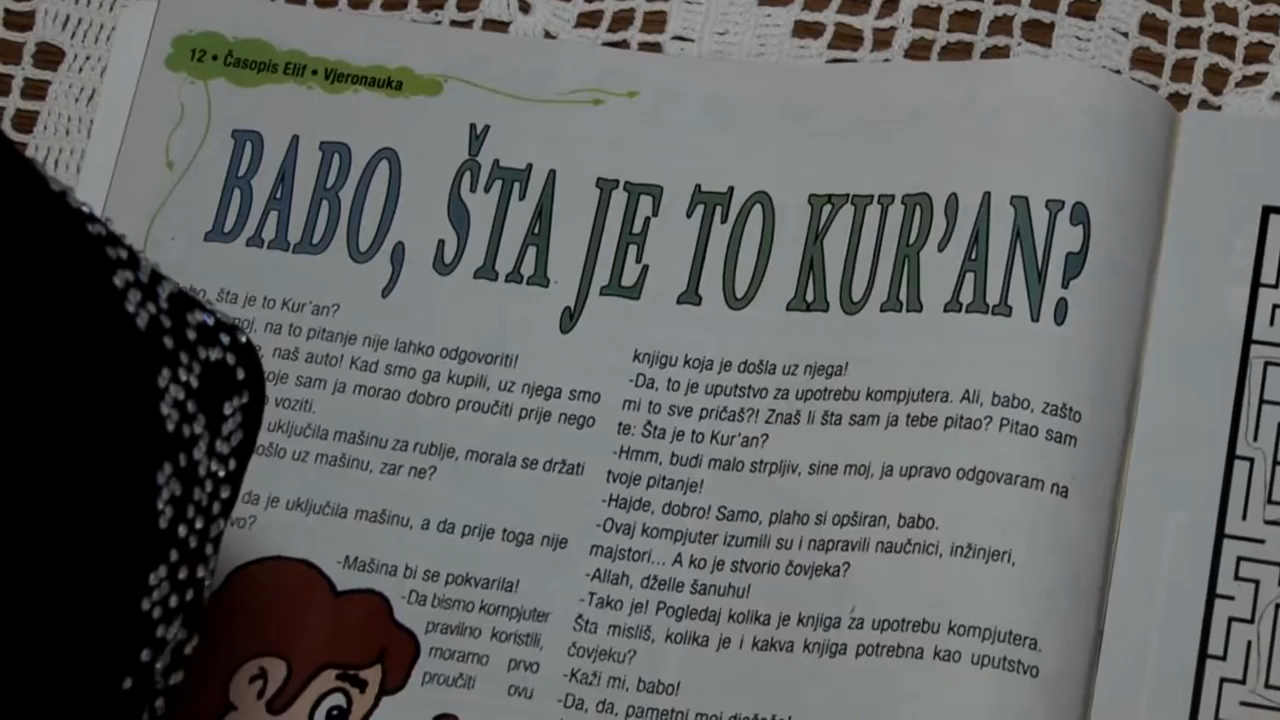 12 • Časopis Elif • Vjeronauka
BABO, ŠTA JE TO KUR'AN?
šta je to Kur'an?
na to pitanje nije lahko odgovoriti!
naš auto! Kad smo ga kupili, uz njega smo
sam ja morao dobro proučiti prije nego
voziti.
uključila mašinu za rublje, morala se držati
uz mašinu, zar ne?
da je uključila mašinu, a da prije toga nije
-Mašina bi se pokvarila!
-Da bismo kompjuter
pravilno koristili,
moramo prvo
proučiti ovu
knjigu koja je došla uz njega!
-Da, to je uputstvo za upotrebu kompjutera. Ali, babo, zašto
mi to sve pričaš?! Znaš li šta sam ja tebe pitao? Pitao sam
te: Šta je to Kur'an?
-Hmm, budi malo strpljiv, sine moj, ja upravo odgovaram na
tvoje pitanje!
-Hajde, dobro! Samo, plaho si opširan, babo.
-Ovaj kompjuter izumili su i napravili naučnici, inžinjeri,
majstori... A ko je stvorio čovjeka?
-Allah, dželle šanuhu!
-Tako je! Pogledaj kolika je knjiga za upotrebu kompjutera.
Šta misliš, kolika je i kakva knjiga potrebna kao uputstvo
čovjeku?
-Kaži mi, babo!
-Da, da, pametni moj